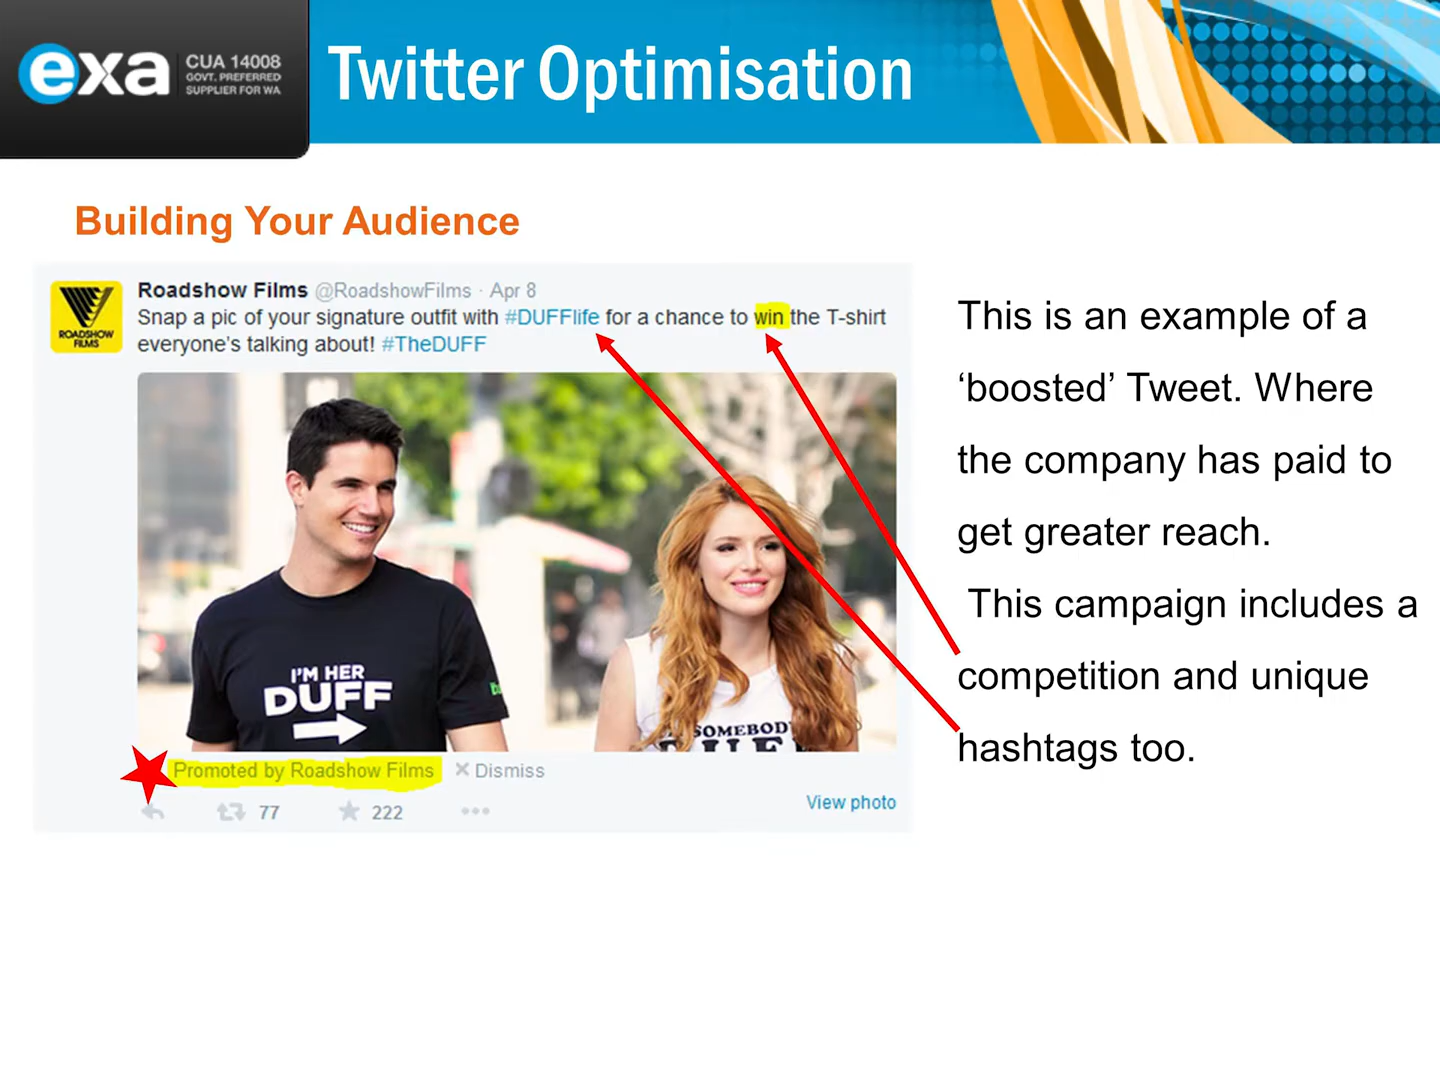 exa
CUA 14008
GOVT. PREFERRED
SUPPLIER FOR WA
Twitter Optimisation
Building Your Audience
ROADSHOW
FILMS
Roadshow Films @RoadshowFilms · Apr 8
Snap a pic of your signature outfit with #DUFFlife for a chance to win the T-shirt
everyone's talking about! #TheDUFF
I'M HER
DUFF
SOMEBODY
Promoted by Roadshow Films Dismiss
77 222
View photo
This is an example of a
‘boosted’ Tweet. Where
the company has paid to
get greater reach.
This campaign includes a
competition and unique
hashtags too.